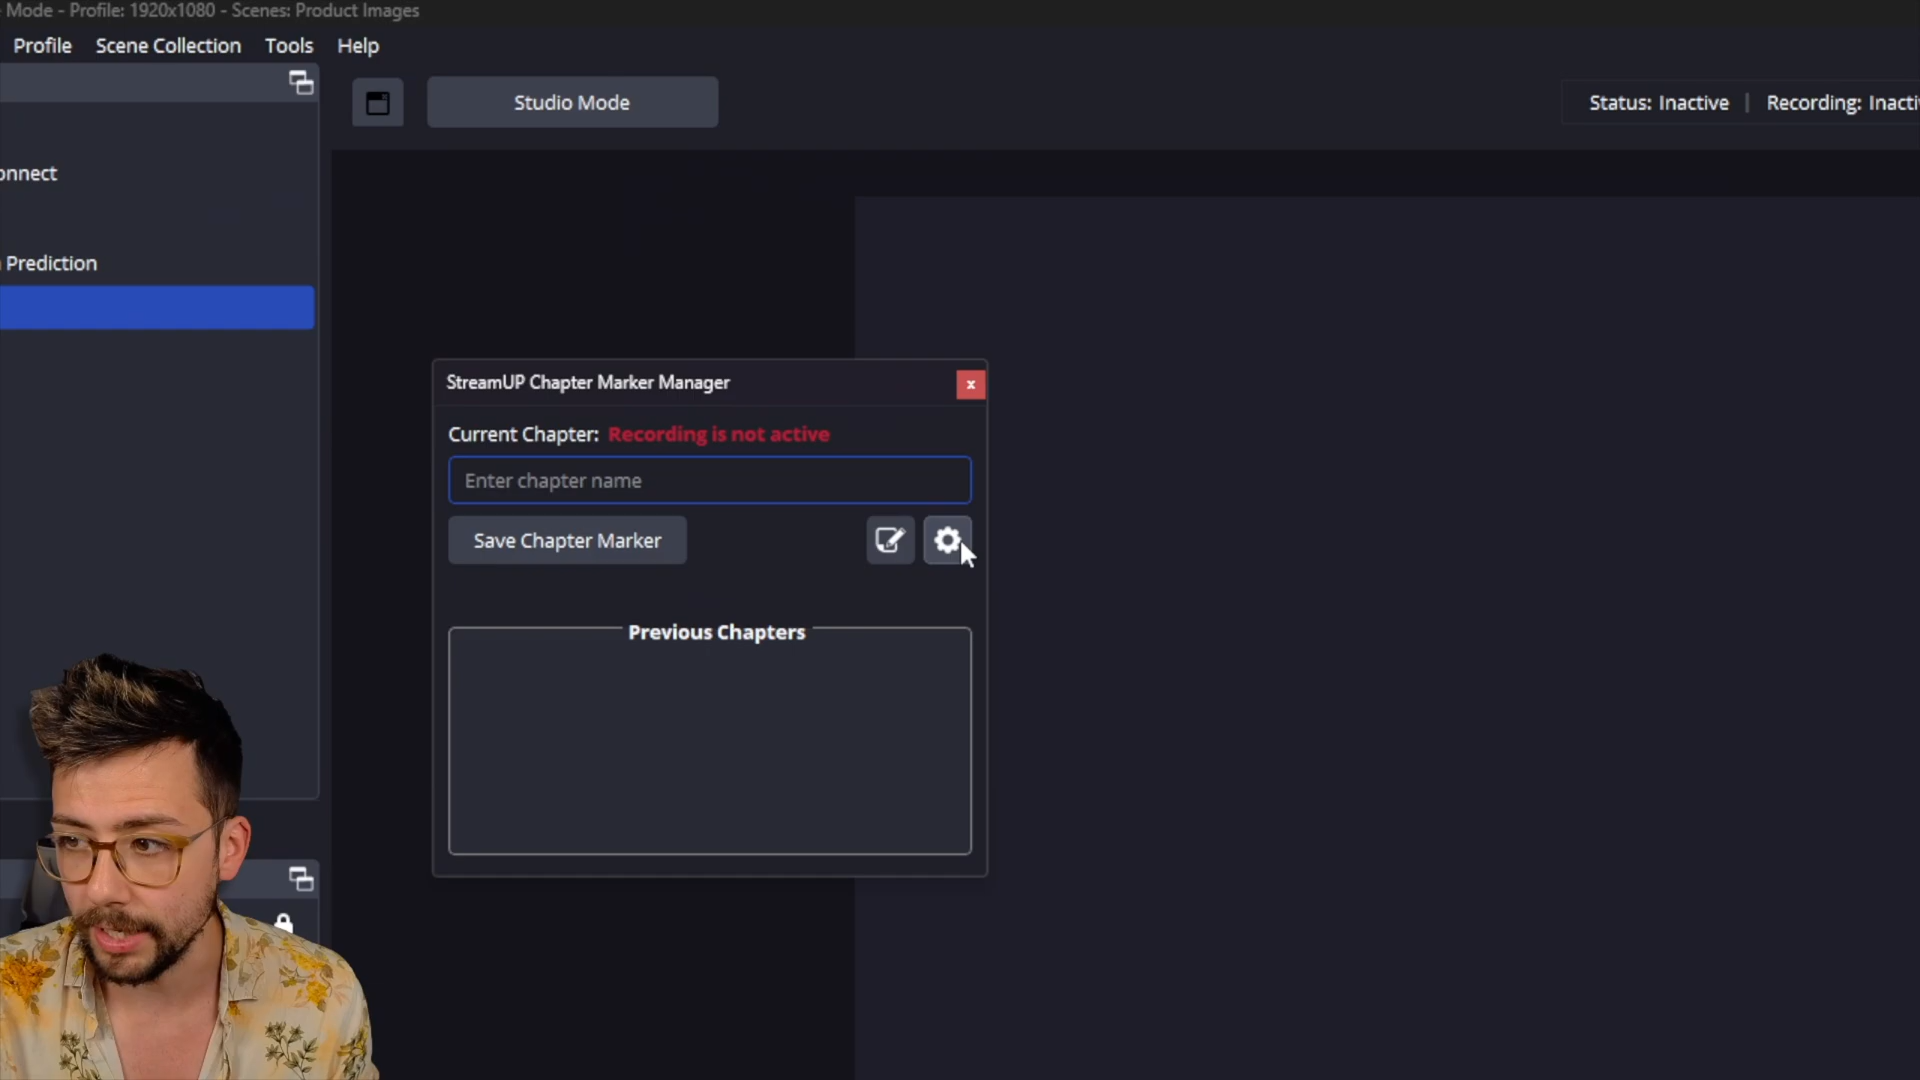 Mode - Profile: 1920x1080 - Scenes: Product Images
Profile Scene Collection Tools Help
Studio Mode
Status: Inactive | Recording: Inacti
onnect
Prediction
StreamUP Chapter Marker Manager
x
Current Chapter: Recording is not active
Enter chapter name
Save Chapter Marker
Previous Chapters